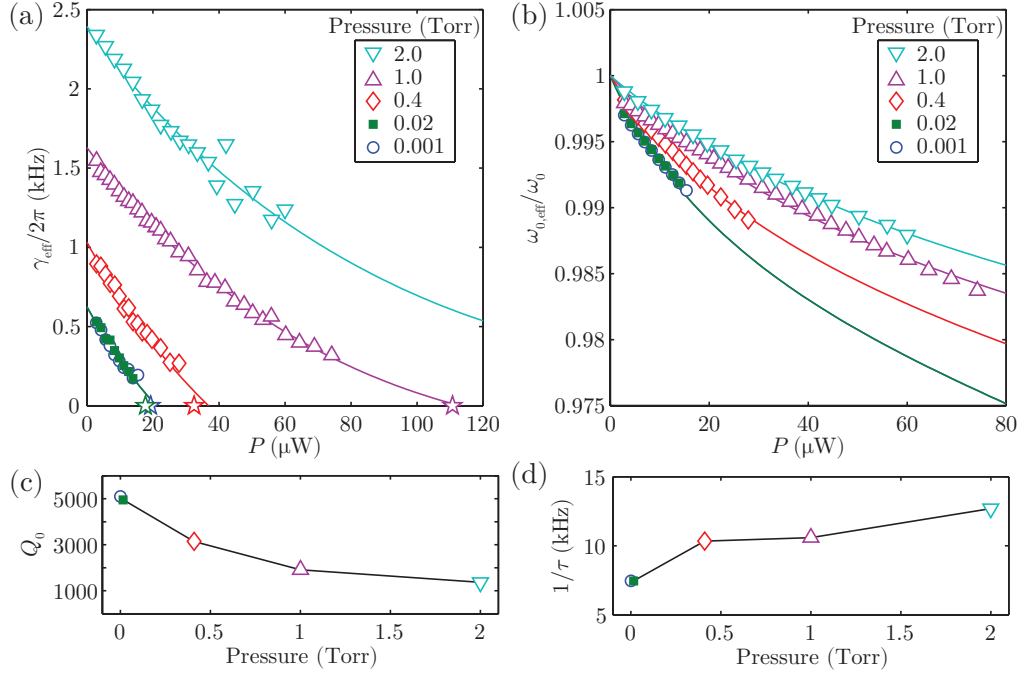 (a)
γeff/2π (kHz)
2.5
2
1.5
1
0.5
0
0 20 40 60 80 100 120
P (μW)
Pressure (Torr)
2.0
1.0
0.4
0.02
0.001
(b)
ω0,eff/ω0
1.005
1
0.995
0.99
0.985
0.98
0.975
0 20 40 60 80
P (μW)
Pressure (Torr)
2.0
1.0
0.4
0.02
0.001
(c)
Q0
5000
3000
1000
0 0.5 1 1.5 2
Pressure (Torr)
(d)
1/τ (kHz)
15
10
5
0 0.5 1 1.5 2
Pressure (Torr)